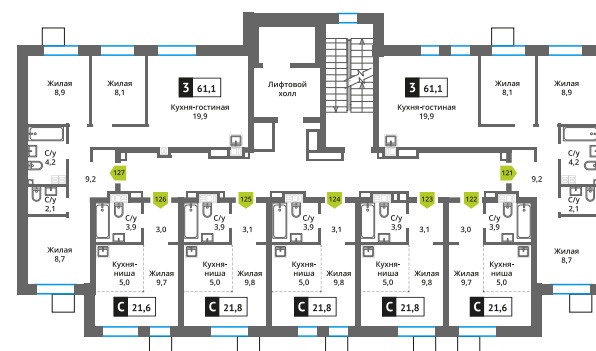 3 61,1
3 61,1
Жилая
8,9
Жилая
8,1
Кухня-гостиная
19,9
Лифтовой
холл
Кухня-гостиная
19,9
Жилая
8,1
Жилая
8,9
С/у
4,2
9,2
127
121
9,2
С/у
4,2
С/у
2,1
126
125
124
123
122
С/у
2,1
С/у
3,9
3,0
С/у
3,9
3,1
С/у
3,9
3,1
С/у
3,9
3,1
3,0
С/у
3,9
Жилая
8,7
Кухня-
ниша
5,0
Жилая
9,7
Кухня-
ниша
5,0
Жилая
9,8
Кухня-
ниша
5,0
Жилая
9,8
Кухня-
ниша
5,0
Жилая
9,8
Жилая
9,7
Кухня-
ниша
5,0
Жилая
8,7
С 21,6
С 21,8
С 21,8
С 21,8
С 21,6